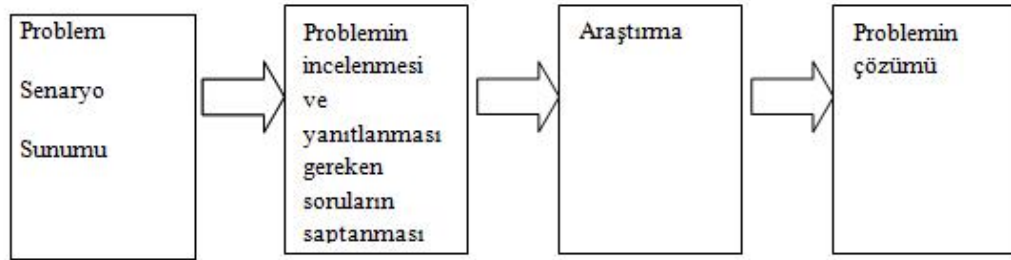 Problem
Senaryo
Sunumu
Problemin
incelenmesi
ve
yanıtlanması
gereken
soruların
saptanması
Araştırma
Problemin
çözümü